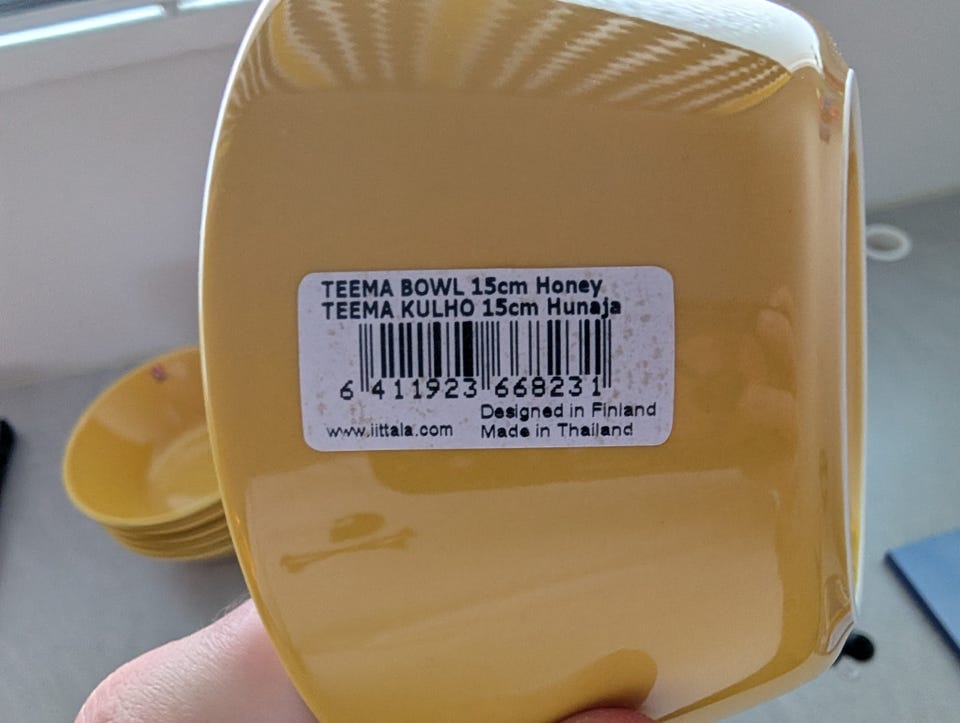 TEEMA BOWL 15cm Honey
TEEMA KULHO 15cm Hunaja
6 411923 668231
Designed in Finland
www.iittala.com Made in Thailand